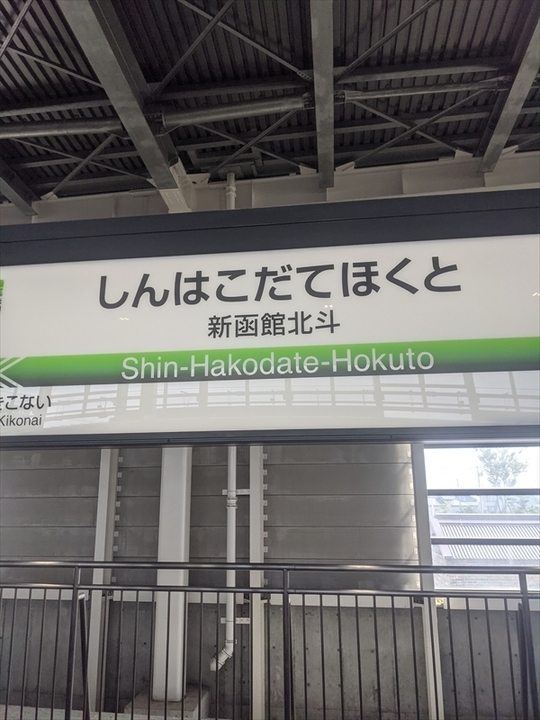 しんはこだてほくと
新函館北斗
Shin-Hakodate-Hokuto
きこない
Kikonai